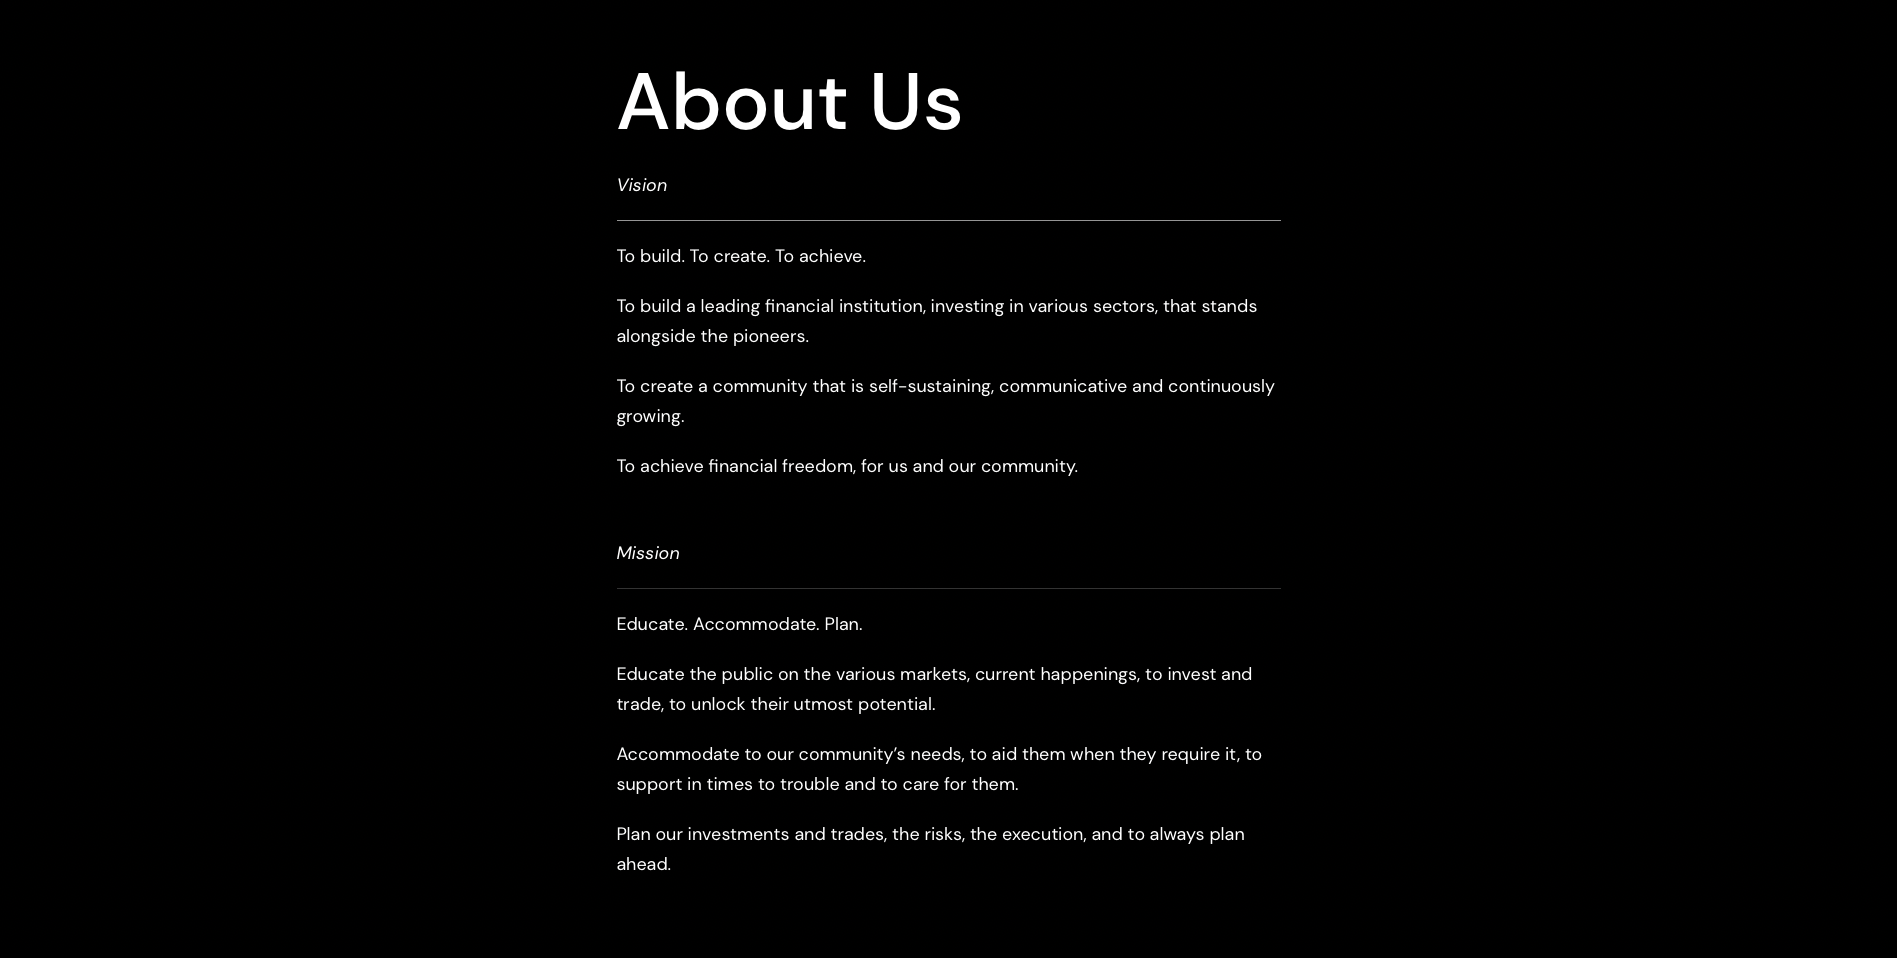 About Us
Vision
To build. To create. To achieve.
To build a leading financial institution, investing in various sectors, that stands
alongside the pioneers.
To create a community that is self-sustaining, communicative and continuously
growing.
To achieve financial freedom, for us and our community.
Mission
Educate. Accommodate. Plan.
Educate the public on the various markets, current happenings, to invest and
trade, to unlock their utmost potential.
Accommodate to our community’s needs, to aid them when they require it, to
support in times to trouble and to care for them.
Plan our investments and trades, the risks, the execution, and to always plan
ahead.